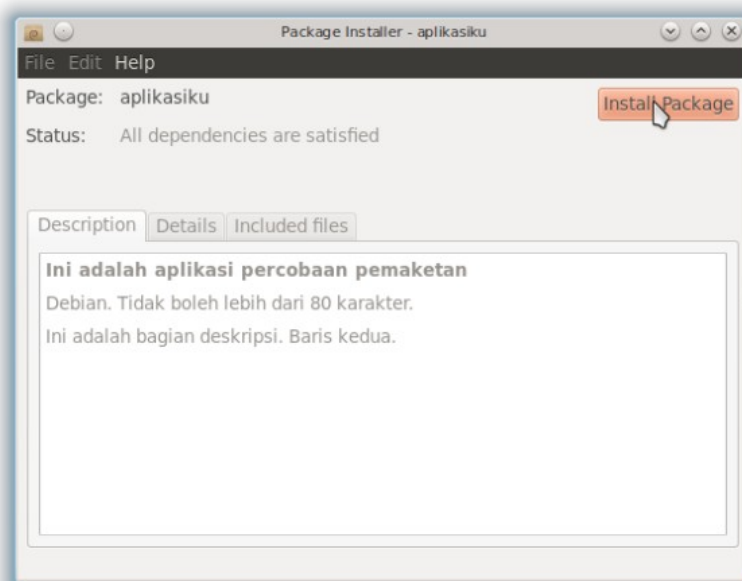 Package Installer - aplikasiku
File Edit Help
Package: aplikasiku
Install Package
Status: All dependencies are satisfied
Description Details Included files
Ini adalah aplikasi percobaan pemaketan
Debian. Tidak boleh lebih dari 80 karakter.
Ini adalah bagian deskripsi. Baris kedua.